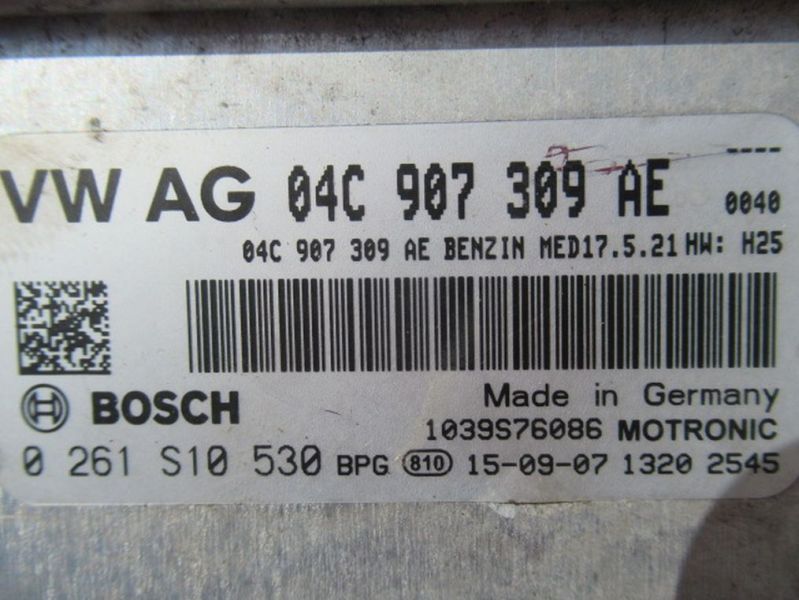 VW AG 04C 907 309 AE 0040
04C 907 309 AE BENZIN MED17.5.21 HW: H25
BOSCH Made in Germany
1039S76086 MOTRONIC
0 261 S10 530 BPG 810 15-09-07 1320 2545